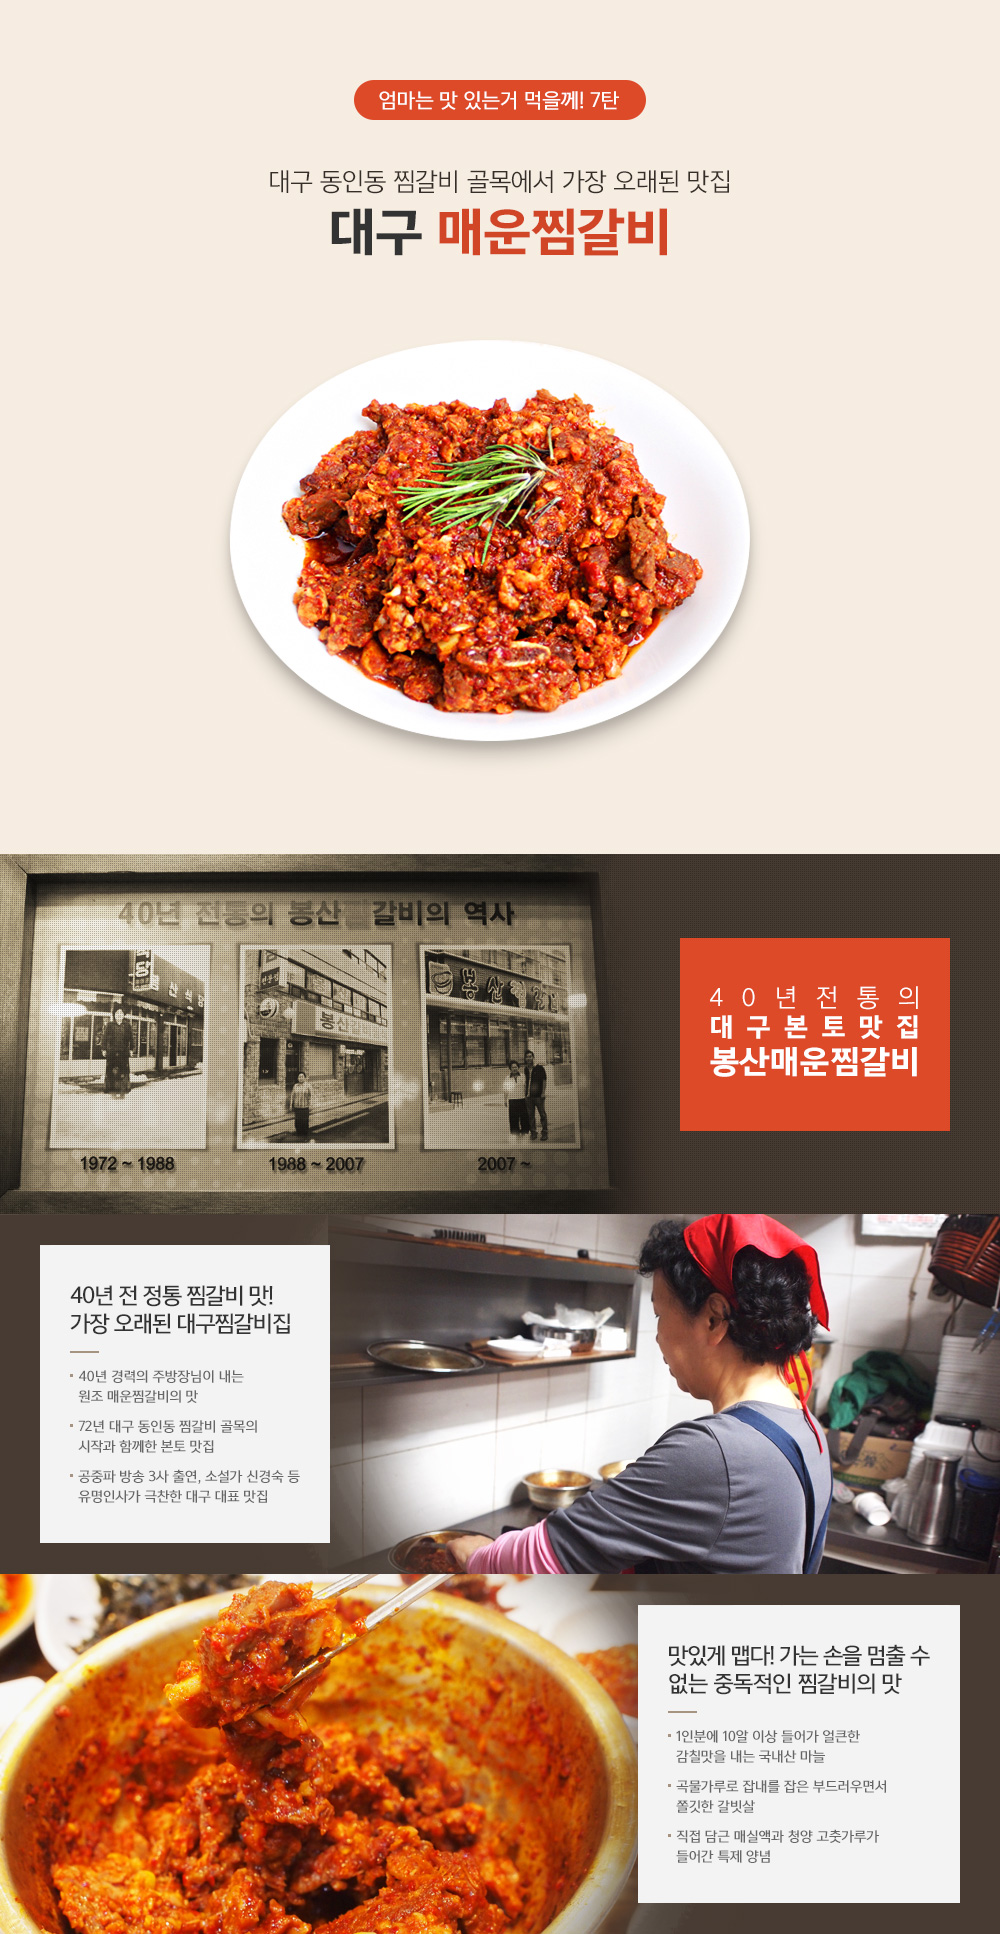 엄마는 맛 있는거 먹을께! 7탄
대구 동인동 찜갈비 골목에서 가장 오래된 맛집
대구 매운찜갈비
40년 전통의 봉산찜갈비의 역사
1972 ~ 1988
1988 ~ 2007
2007 ~
40년전통의
대구본토맛집
봉산매운찜갈비
40년 전 정통 찜갈비 맛!
가장 오래된 대구찜갈비집
40년 경력의 주방장님이 내는
원조 매운찜갈비의 맛
72년 대구 동인동 찜갈비 골목의
시작과 함께한 본토 맛집
공중파 방송 3사 출연, 소설가 신경숙 등
유명인사가 극찬한 대구 대표 맛집
맛있게 맵다! 가는 손을 멈출 수
없는 중독적인 찜갈비의 맛
1인분에 10알 이상 들어가 얼큰한
감칠맛을 내는 국내산 마늘
곡물가루로 잡내를 잡은 부드러우면서
쫄깃한 갈빗살
직접 담근 매실액과 청양 고춧가루가
들어간 특제 양념